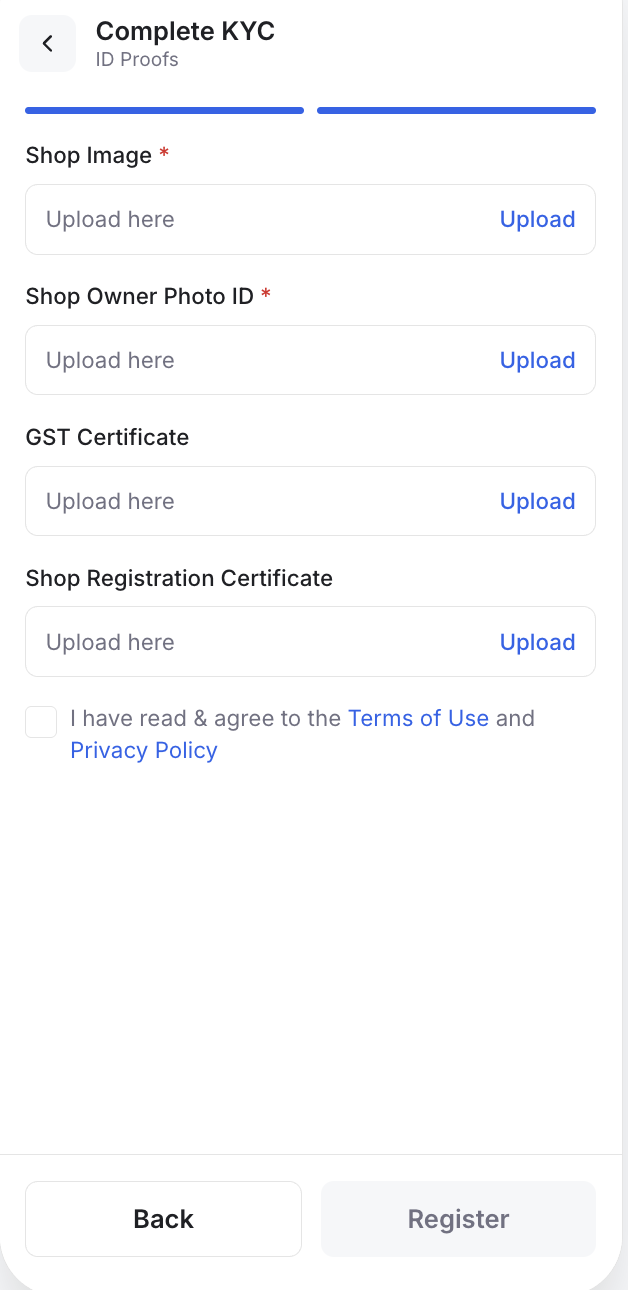 Complete KYC
ID Proofs
Shop Image *
Upload here Upload
Shop Owner Photo ID *
Upload here Upload
GST Certificate
Upload here Upload
Shop Registration Certificate
Upload here Upload
I have read & agree to the Terms of Use and
Privacy Policy
Back Register